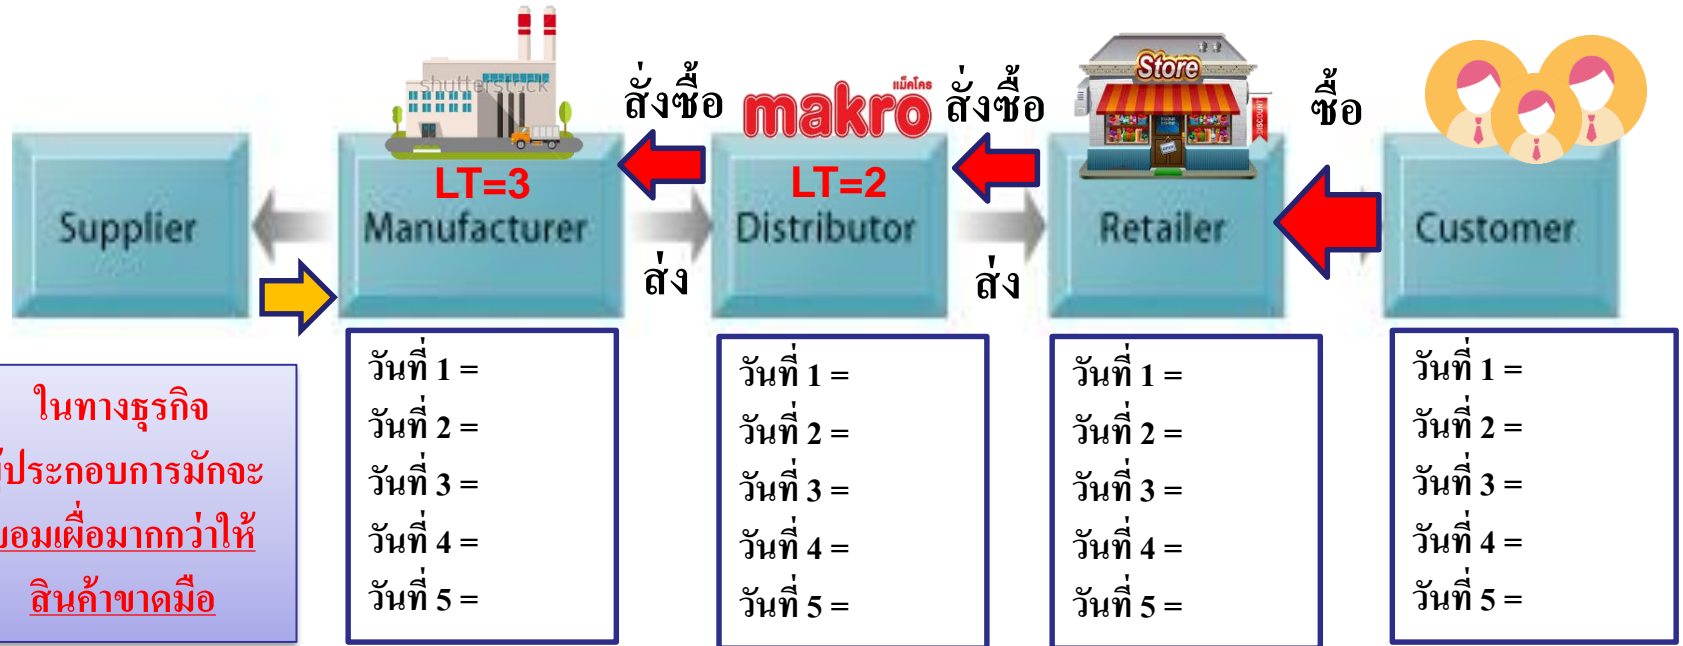 shutterstock
สั่งซื้อ
แม็คโคร
makro
สั่งซื้อ
Store
DISCOUNT
ซื้อ
LT=3
LT=2
Supplier
Manufacturer
Distributor
Retailer
Customer
ส่ง
ส่ง
ในทางธุรกิจ
ประกอบการมักจะ
ยอมเผื่อมากกว่าให้
สินค้าขาดมือ
วันที่ 1 =
วันที่ 2 =
วันที่ 3 =
วันที่ 4 =
วันที่ 5 =
วันที่ 1 =
วันที่ 2 =
วันที่ 3 =
วันที่ 4 =
วันที่ 5 =
วันที่ 1 =
วันที่ 2 =
วันที่ 3 =
วันที่ 4 =
วันที่ 5 =
วันที่ 1 =
วันที่ 2 =
วันที่ 3 =
วันที่ 4 =
วันที่ 5 =